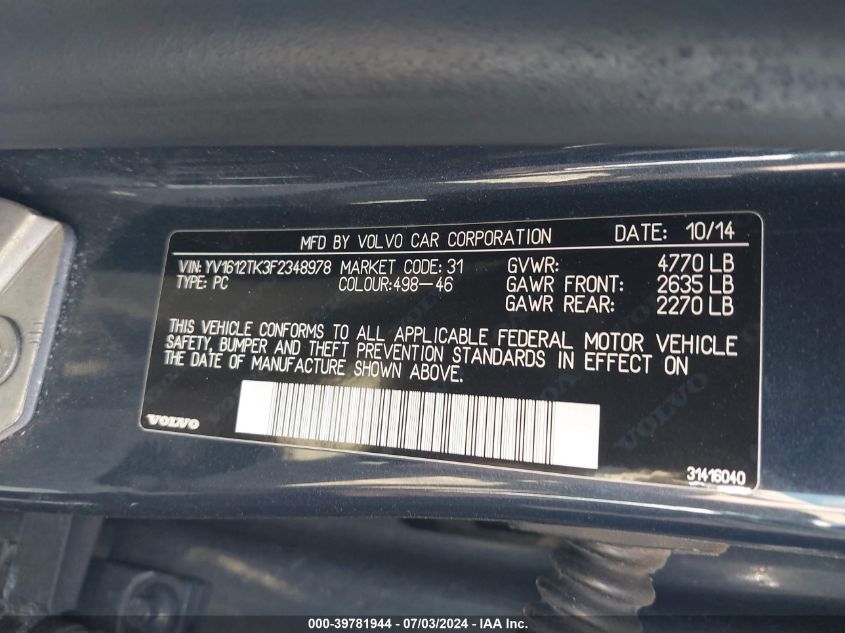 MFD BY VOLVO CAR CORPORATION DATE: 10/14
VIN: YV1612TK3F2348978 MARKET CODE: 31 GVWR: 4770 LB
TYPE: PC COLOUR:498-46 GAWR FRONT: 2635 LB
GAWR REAR: 2270 LB
THIS VEHICLE CONFORMS TO ALL APPLICABLE FEDERAL MOTOR VEHICLE
SAFETY, BUMPER AND THEFT PREVENTION STANDARDS IN EFFECT ON
THE DATE OF MANUFACTURE SHOWN ABOVE.
VOLVO
VOLVO
31416040
000-39781944 / 07/03/2024 - IAA Inc.